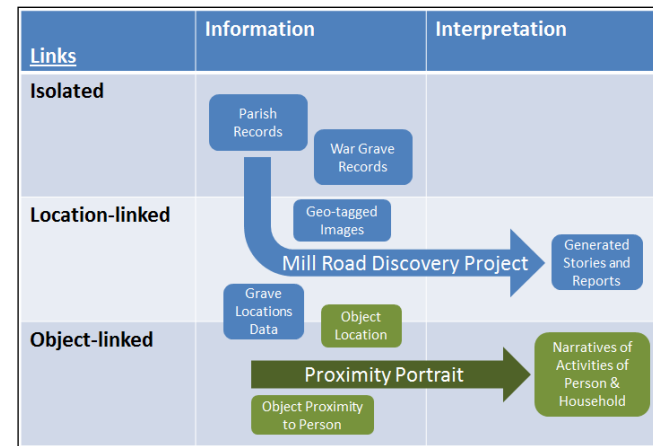 Links
Information
Interpretation
Isolated
Parish
Records
War Grave
Records
Location-linked
Geo-tagged
Images
Mill Road Discovery Project
Generated
Stories and
Reports
Grave
Locations
Data
Object
Location
Object-linked
Proximity Portrait
Narratives of
Activities of
Person &
Household
Object Proximity
to Person